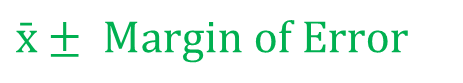 x̄ ± Margin of Error